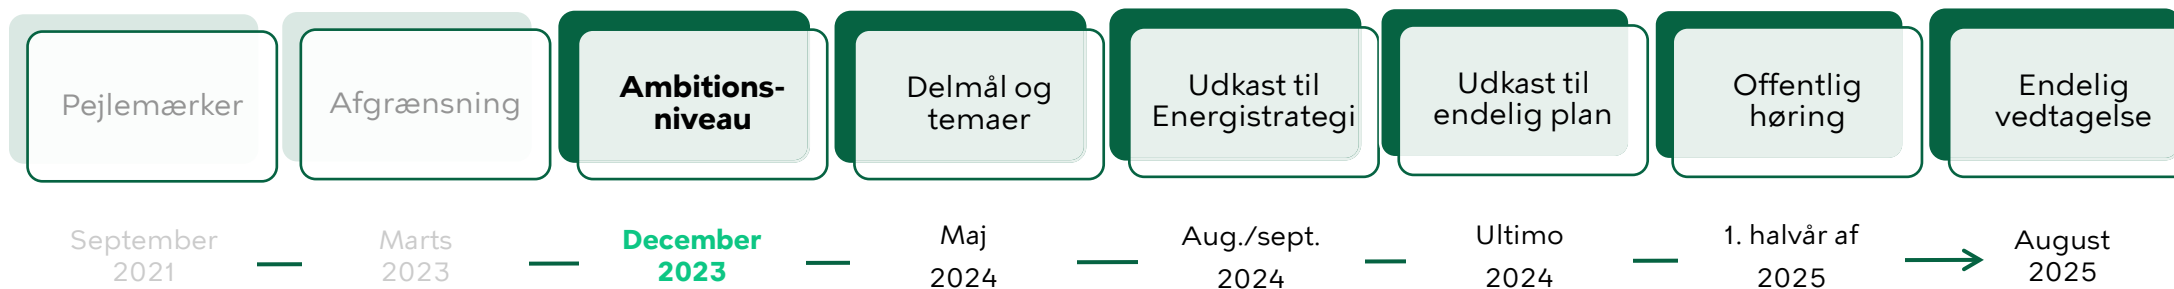 Pejlemærker
Afgrænsning
Ambitions-
niveau
Delmål og
temaer
Udkast til
Energistrategi
Udkast til
endelig plan
Offentlig
høring
Endelig
vedtagelse
September
2021
Marts
2023
December
2023
Maj
2024
Aug./sept.
2024
Ultimo
2024
1. halvår af
2025
August
2025